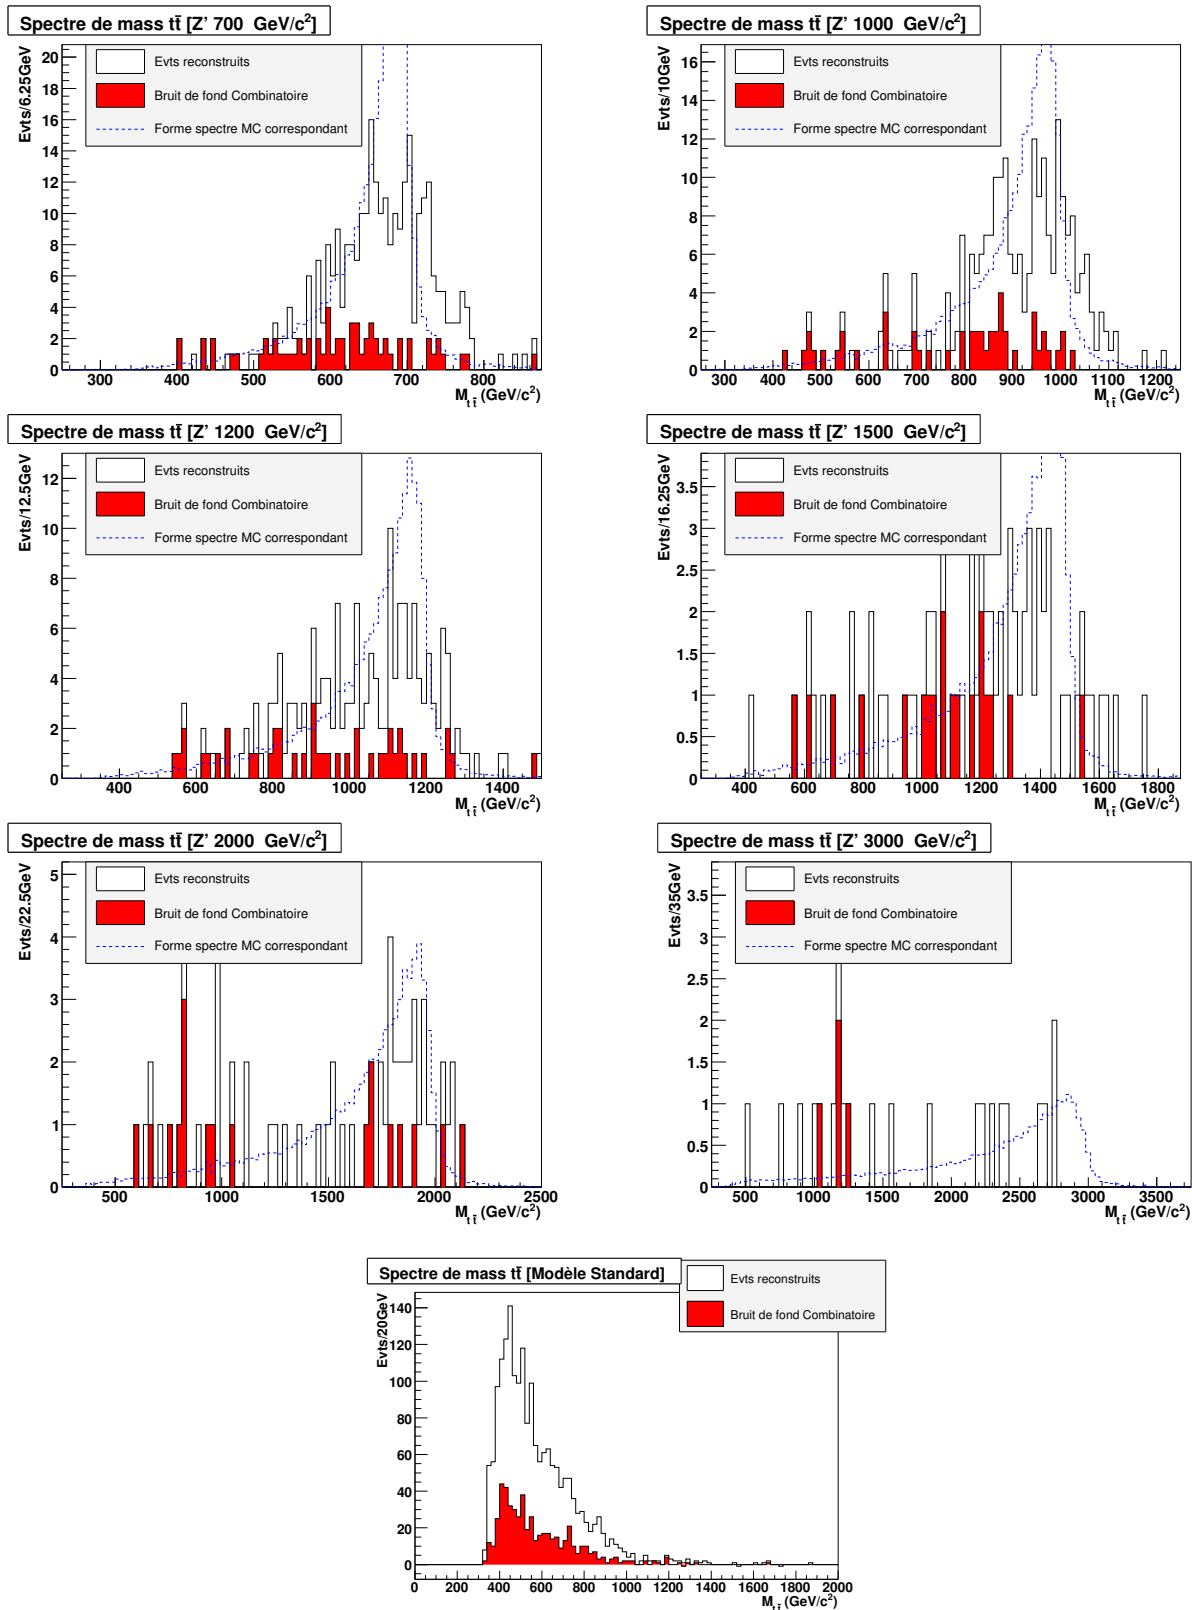 Spectre de mass tt̄ [Z' 700 GeV/c²]
Evts/6.25GeV
Evts reconstruits
Bruit de fond Combinatoire
Forme spectre MC correspondant
20
18
16
14
12
10
8
6
4
2
0
300 400 500 600 700 800
M_tt̄ (GeV/c²)
Spectre de mass tt̄ [Z' 1000 GeV/c²]
Evts/10GeV
Evts reconstruits
Bruit de fond Combinatoire
Forme spectre MC correspondant
16
14
12
10
8
6
4
2
0
300 400 500 600 700 800 900 1000 1100 1200
M_tt̄ (GeV/c²)
Spectre de mass tt̄ [Z' 1200 GeV/c²]
Evts/12.5GeV
Evts reconstruits
Bruit de fond Combinatoire
Forme spectre MC correspondant
12
10
8
6
4
2
0
400 600 800 1000 1200 1400
M_tt̄ (GeV/c²)
Spectre de mass tt̄ [Z' 1500 GeV/c²]
Evts/16.25GeV
Evts reconstruits
Bruit de fond Combinatoire
Forme spectre MC correspondant
3.5
3
2.5
2
1.5
1
0.5
0
400 600 800 1000 1200 1400 1600 1800
M_tt̄ (GeV/c²)
Spectre de mass tt̄ [Z' 2000 GeV/c²]
Evts/22.5GeV
Evts reconstruits
Bruit de fond Combinatoire
Forme spectre MC correspondant
5
4
3
2
1
0
500 1000 1500 2000 2500
M_tt̄ (GeV/c²)
Spectre de mass tt̄ [Z' 3000 GeV/c²]
Evts/35GeV
Evts reconstruits
Bruit de fond Combinatoire
Forme spectre MC correspondant
3.5
3
2.5
2
1.5
1
0.5
0
500 1000 1500 2000 2500 3000 3500
M_tt̄ (GeV/c²)
Spectre de mass tt̄ [Modèle Standard]
Evts/20GeV
Evts reconstruits
Bruit de fond Combinatoire
140
120
100
80
60
40
20
0
0 200 400 600 800 1000 1200 1400 1600 1800 2000
M_tt̄ (GeV/c²)